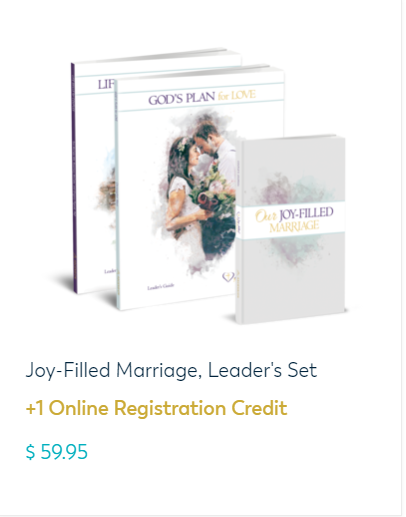 GOD'S PLAN for LOVE
Our JOY-FILLED
MARRIAGE
Leader's Guide
Joy-Filled Marriage, Leader's Set
+1 Online Registration Credit
$ 59.95